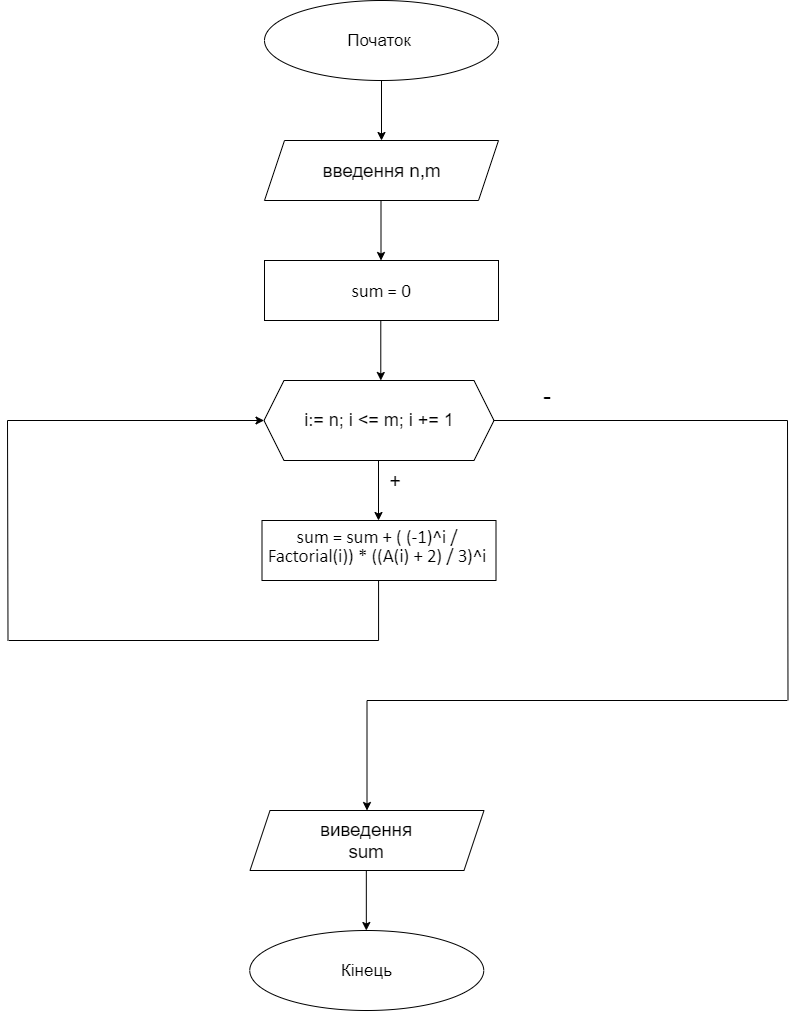 Початок
введення n,m
sum = 0
i:= n; i <= m; i += 1
-
+
sum = sum + ( (-1)^i /
Factorial(i)) * ((A(i) + 2) / 3)^i
виведення
sum
Кінець